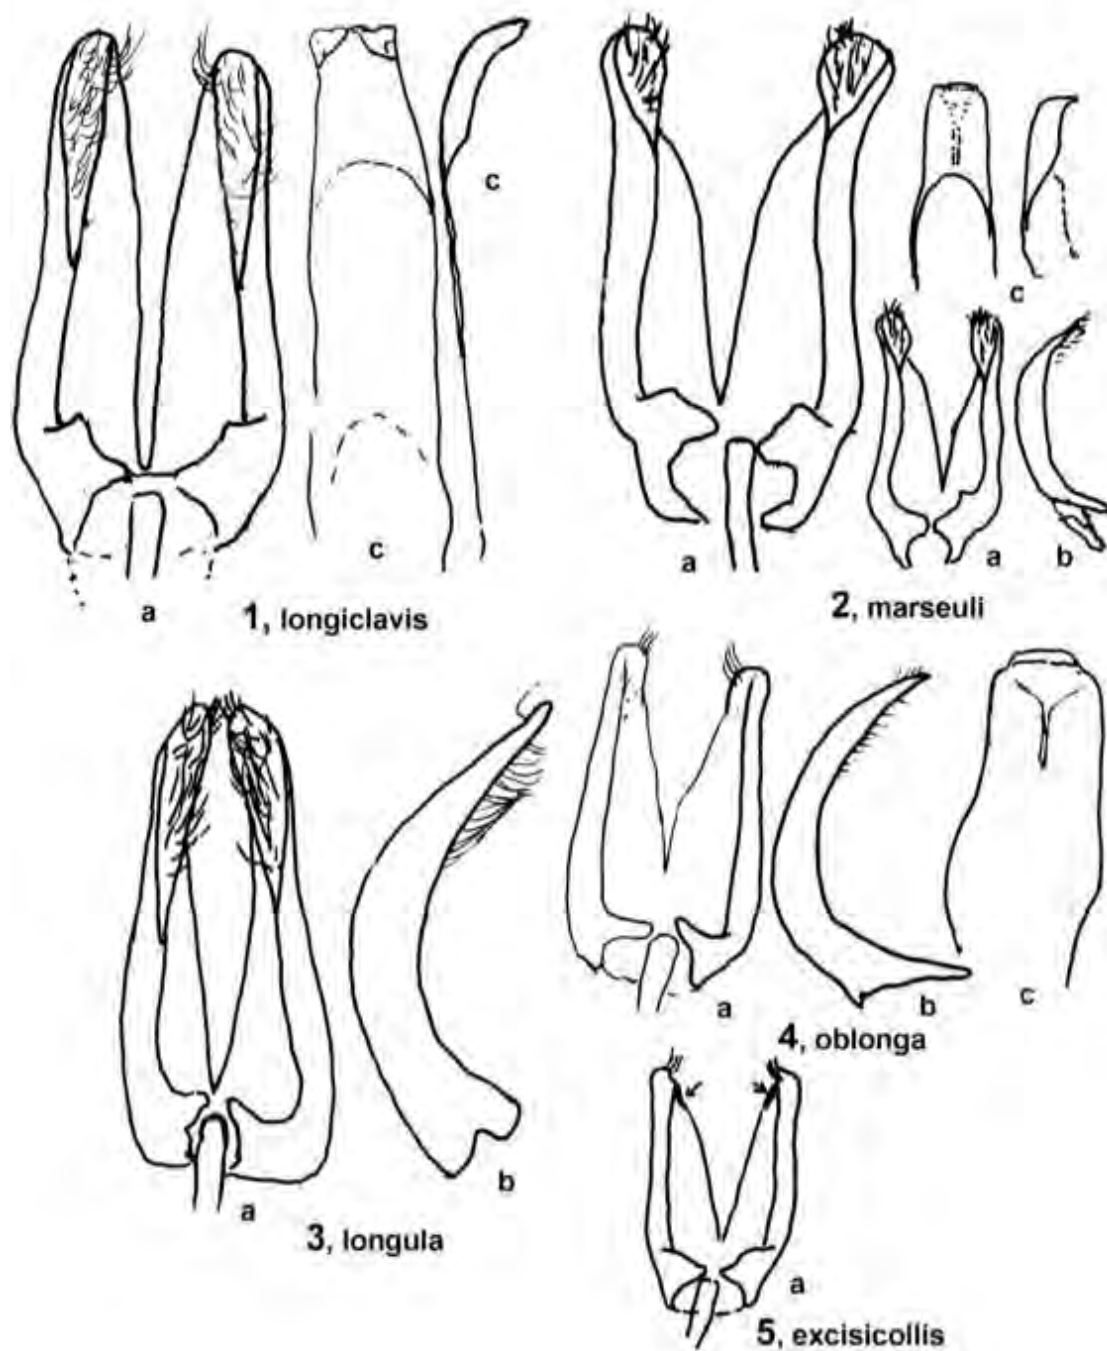 c
c
a
1, longiclavis
c
a
a
b
2, marseuli
a
b
3, longula
a
b
c
4, oblonga
a
5, excisicollis